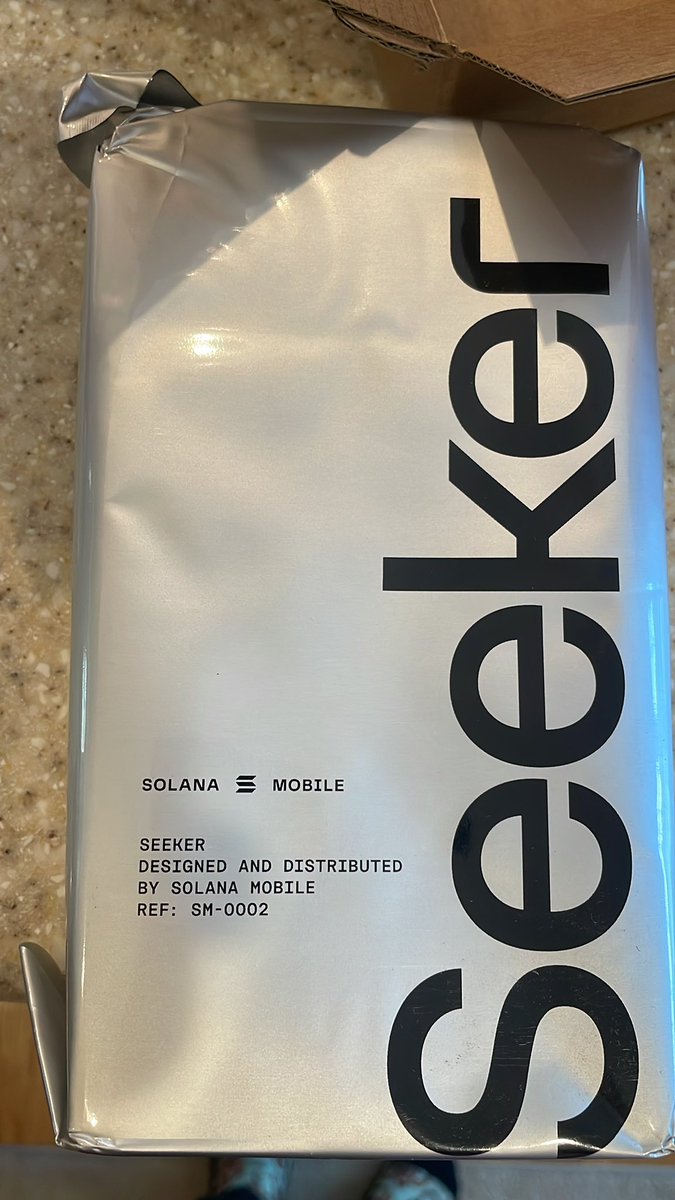 Seeker
SOLANA MOBILE
SEEKER
DESIGNED AND DISTRIBUTED
BY SOLANA MOBILE
REF: SM-0002